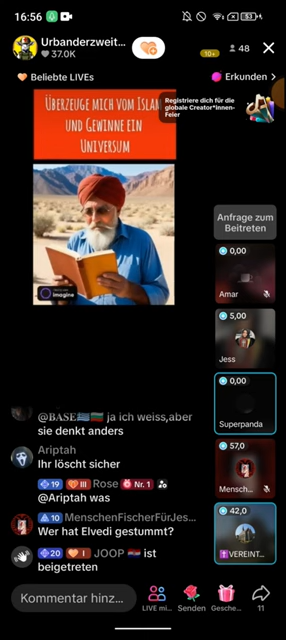 16:56
53
Urbanderzweit...
37.0K
10+
48
Beliebte LIVEs
Erkunden >
Registriere dich für die
globale Creator*innen-
Feier
ÜBERZEUGE MICH VOM ISLAM
UND GEWINNE EIN
UNIVERSUM
imagine
Anfrage zum
Beitreten
0,00
Amar
5,00
Jess
0,00
Superpanda
57,0
Mensch...
42,0
VEREINT...
@BASE🇬🇷🇧🇬 ja ich weiss,aber
sie denkt anders
Ariptah
Ihr löscht sicher
19 III Rose Nr. 1
@Ariptah was
10 MenschenFischerFürJes...
Wer hat Elvedi gestummt?
20 I JOOP 🇭🇷 ist
beigetreten
Kommentar hinz...
LIVE mi...
Senden
Gesche...
11